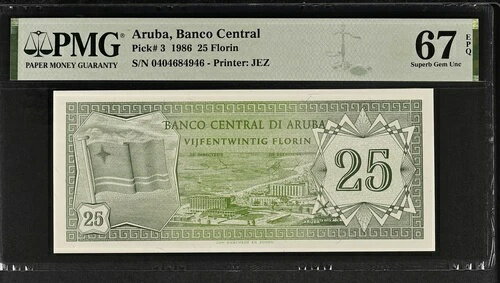 PMG
PAPER MONEY GUARANTY
Aruba, Banco Central
Pick# 3 1986 25 Florin
S/N 0404684946 - Printer: JEZ
67 EPQ
Superb Gem Unc
BANCO CENTRAL DI ARUBA
VIJFENTWINTIG FLORIN
25
25